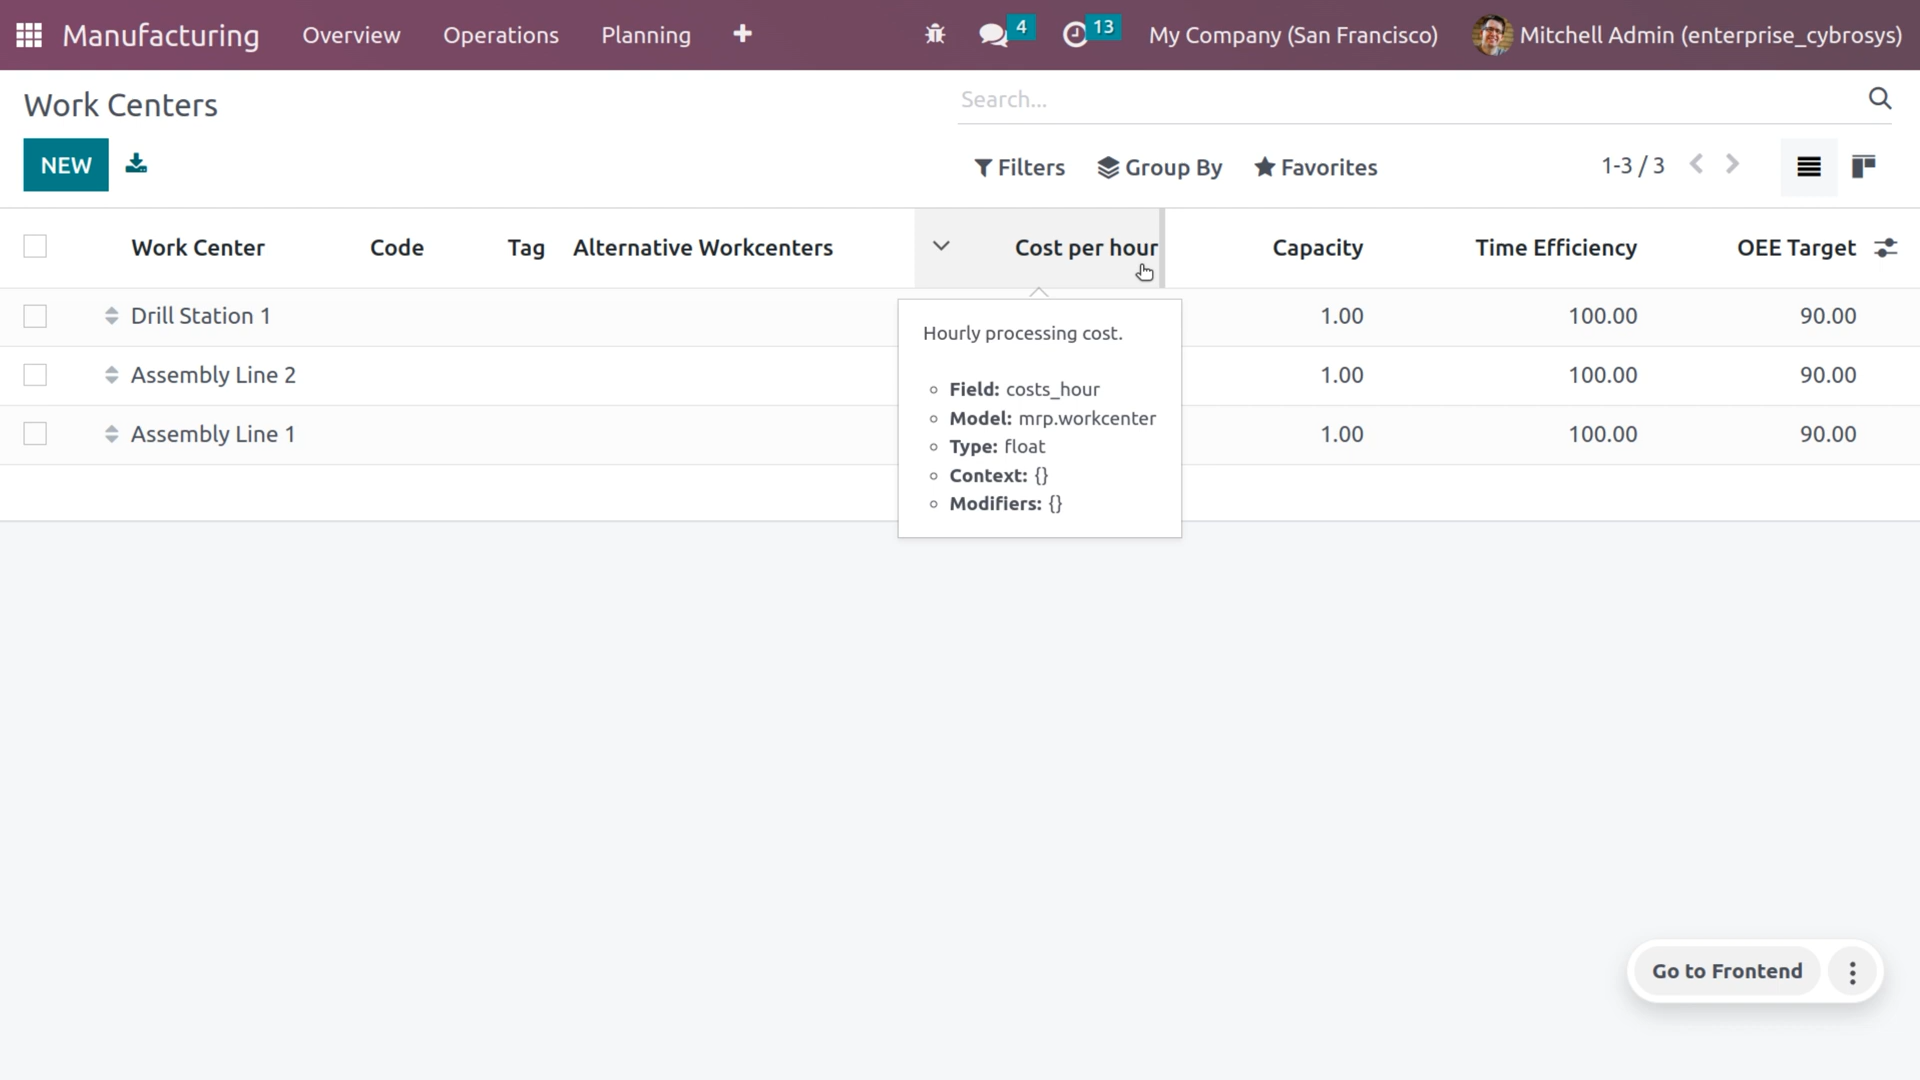 Manufacturing Overview Operations Planning 4 13 My Company (San Francisco) Mitchell Admin (enterprise_cybrosys)
Work Centers Search...
NEW Filters Group By Favorites 1-3 / 3
Work Center Code Tag Alternative Workcenters Cost per hour Capacity Time Efficiency OEE Target
Drill Station 1 1.00 100.00 90.00
Assembly Line 2 1.00 100.00 90.00
Assembly Line 1 1.00 100.00 90.00
Hourly processing cost.
Field: costs_hour
Model: mrp.workcenter
Type: float
Context: {}
Modifiers: {}
Go to Frontend